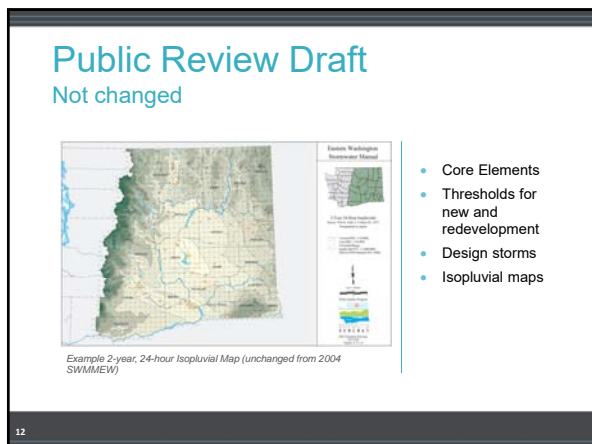 Public Review Draft
Not changed
Eastern Washington
Stormwater Manual
• Core Elements
• Thresholds for
new and
redevelopment
• Design storms
• Isopluvial maps
Example 2-year, 24-hour Isopluvial Map (unchanged from 2004
SWMMEW)
12